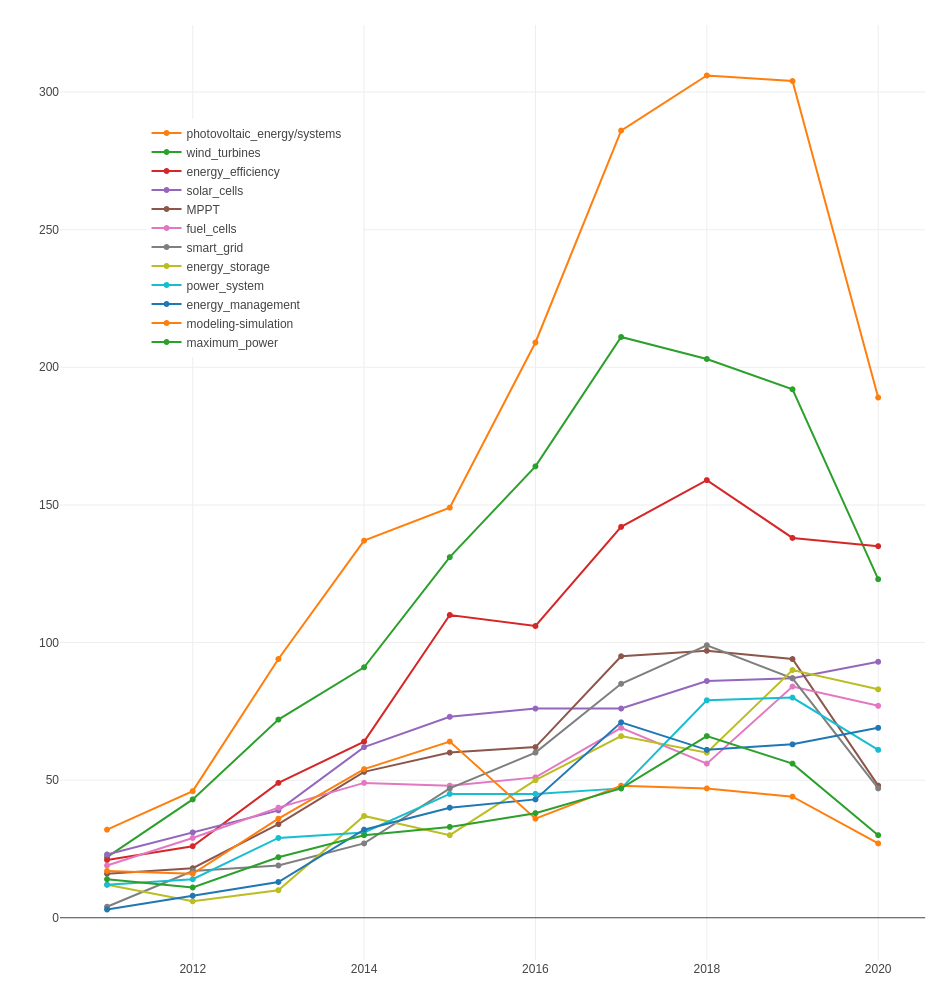 300
250
200
150
100
50
0
photovoltaic_energy/systems
wind_turbines
energy_efficiency
solar_cells
MPPT
fuel_cells
smart_grid
energy_storage
power_system
energy_management
modeling-simulation
maximum_power
2012 2014 2016 2018 2020